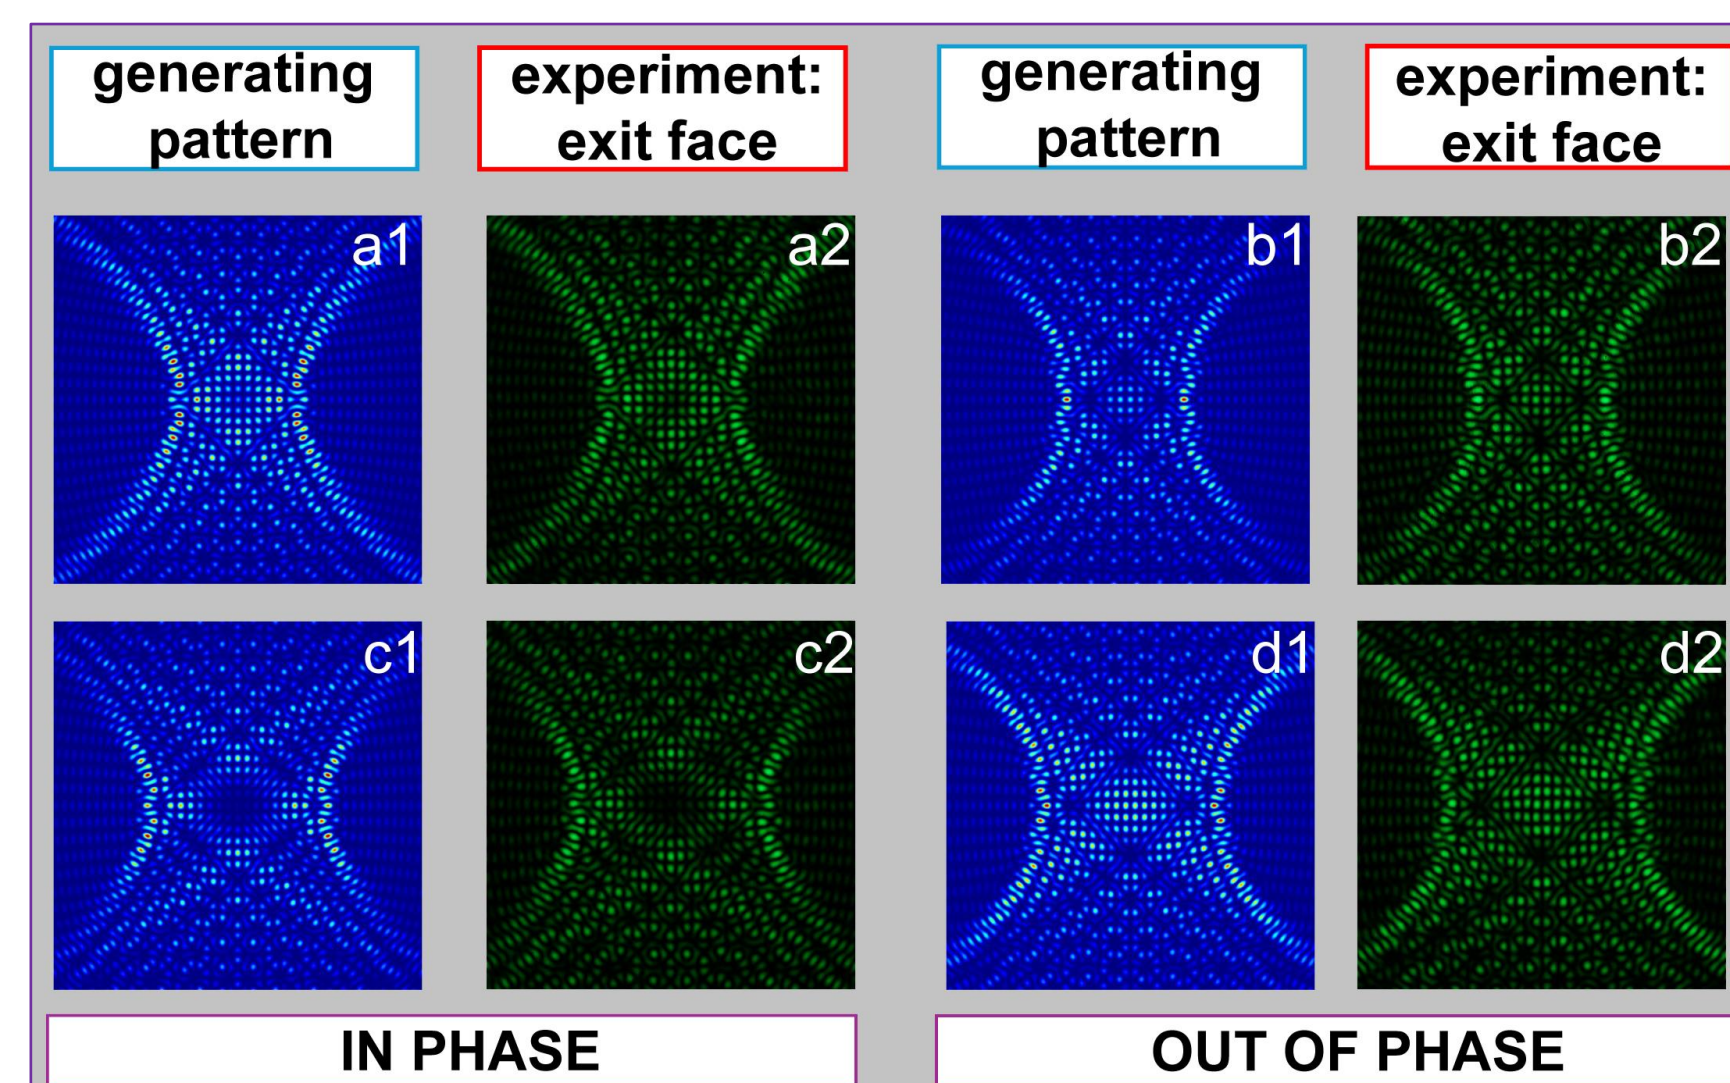 generating
pattern
experiment:
exit face
generating
pattern
experiment:
exit face
a1
a2
b1
b2
c1
c2
d1
d2
IN PHASE
OUT OF PHASE